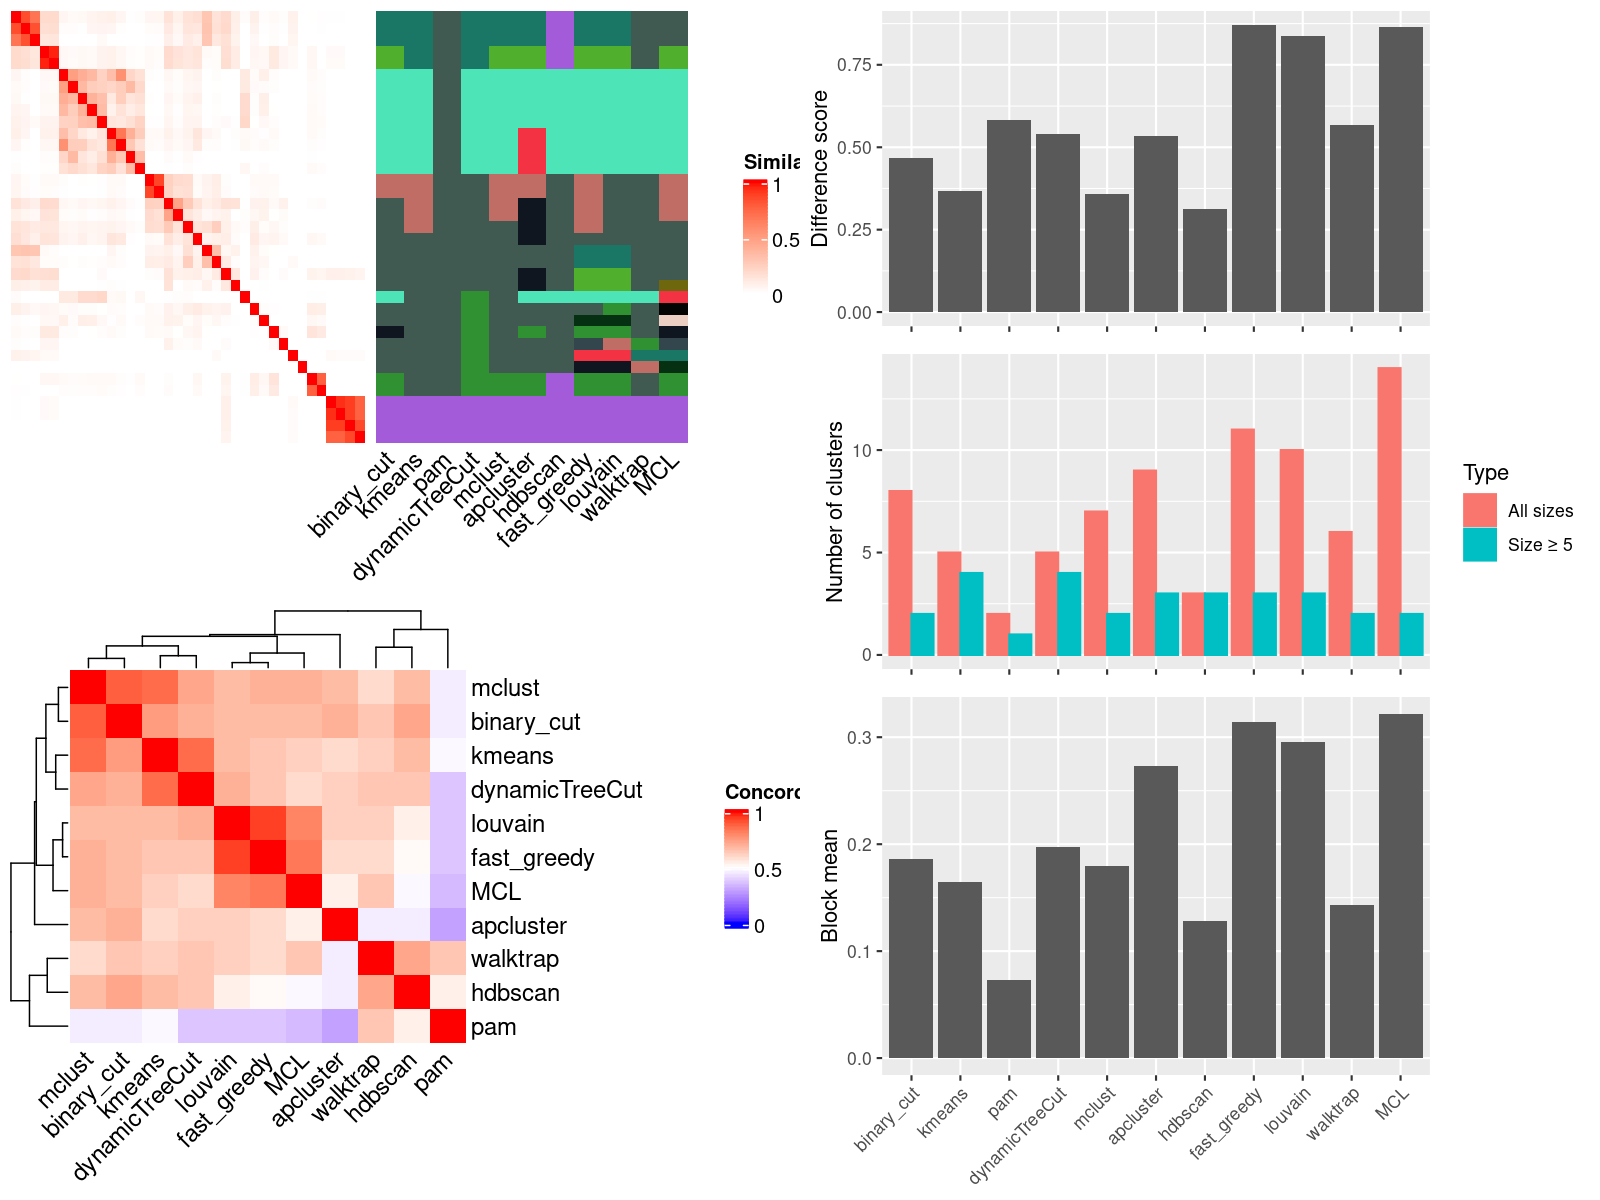 Simila
1
0.5
0
binary_cut
kmeans
pam
dynamicTreeCut
mclust
apcluster
hdbscan
fast_greedy
louvain
walktrap
MCL
mclust
binary_cut
kmeans
dynamicTreeCut
louvain
fast_greedy
MCL
apcluster
walktrap
hdbscan
pam
mclust
binary_cut
kmeans
dynamicTreeCut
louvain
fast_greedy
MCL
apcluster
walktrap
hdbscan
pam
Concord
1
0.5
0
Difference score
0.75
0.50
0.25
0.00
Number of clusters
10
5
0
Type
All sizes
Size ≥ 5
Block mean
0.3
0.2
0.1
0.0
binary_cut
kmeans
pam
dynamicTreeCut
mclust
apcluster
hdbscan
fast_greedy
louvain
walktrap
MCL